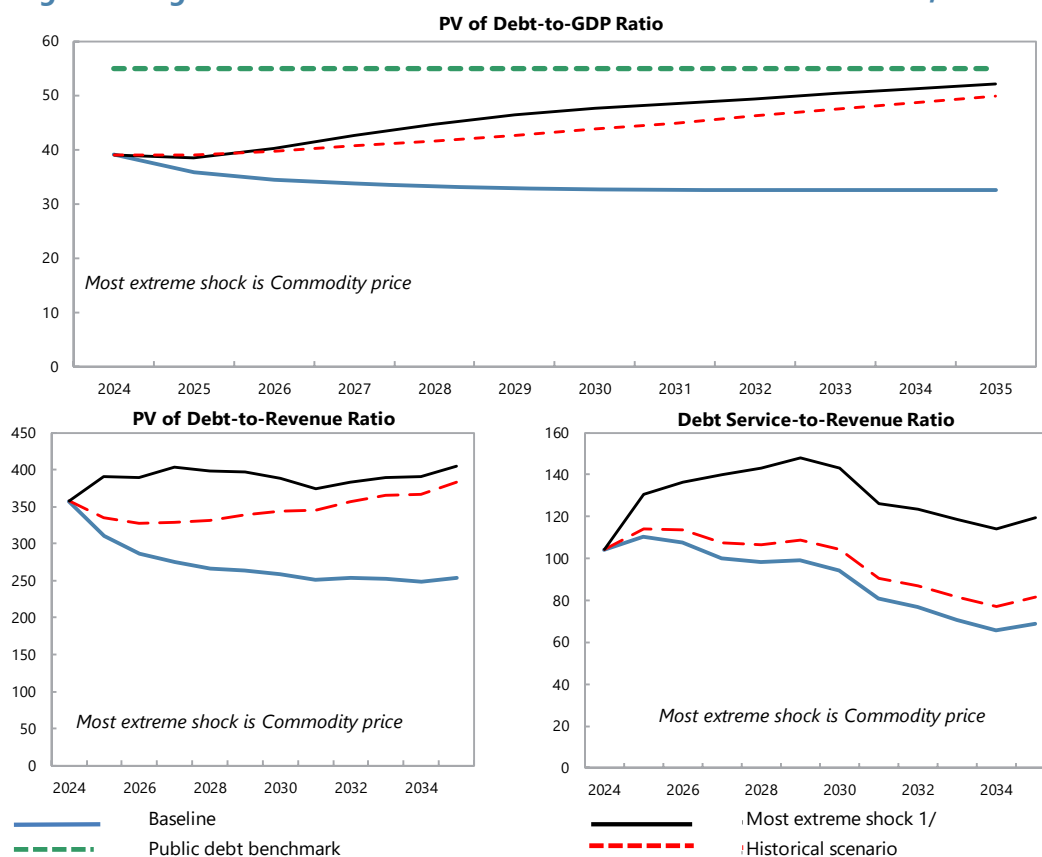 PV of Debt-to-GDP Ratio
60
50
40
30
20
10
0
Most extreme shock is Commodity price
2024 2025 2026 2027 2028 2029 2030 2031 2032 2033 2034 2035
PV of Debt-to-Revenue Ratio
450
400
350
300
250
200
150
100
50
0
Most extreme shock is Commodity price
2024 2026 2028 2030 2032 2034
Debt Service-to-Revenue Ratio
160
140
120
100
80
60
40
20
0
Most extreme shock is Commodity price
2024 2026 2028 2030 2032 2034
Baseline
Public debt benchmark
Most extreme shock 1/
Historical scenario